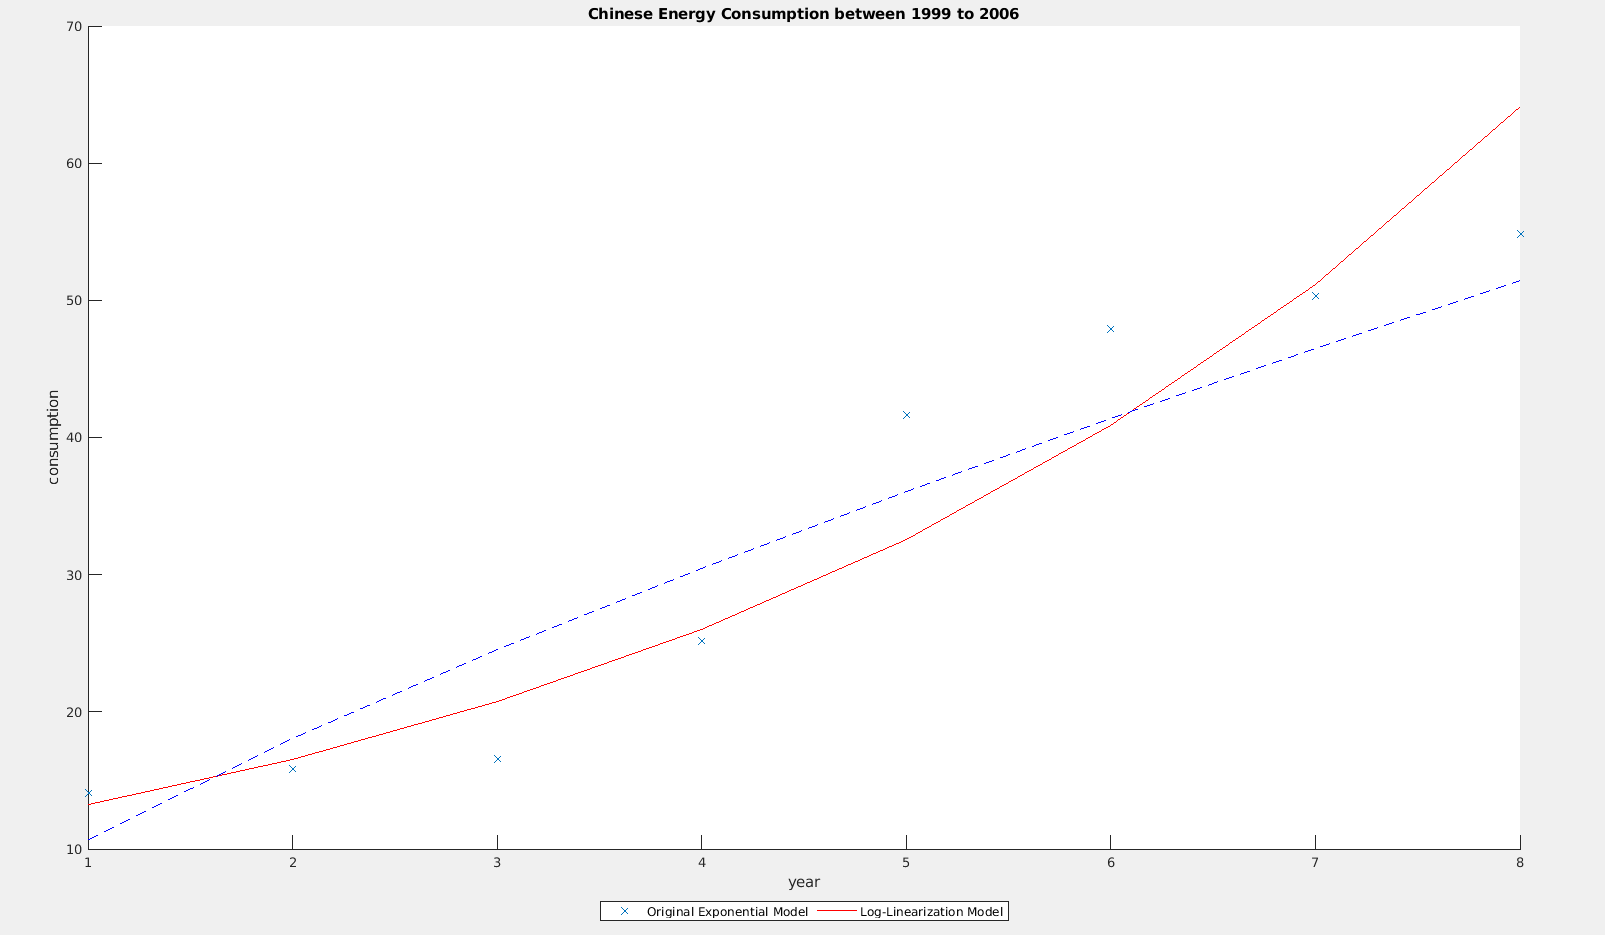 Chinese Energy Consumption between 1999 to 2006
70
60
50
40
30
20
10
consumption
1 2 3 4 5 6 7 8
year
Original Exponential Model Log-Linearization Model